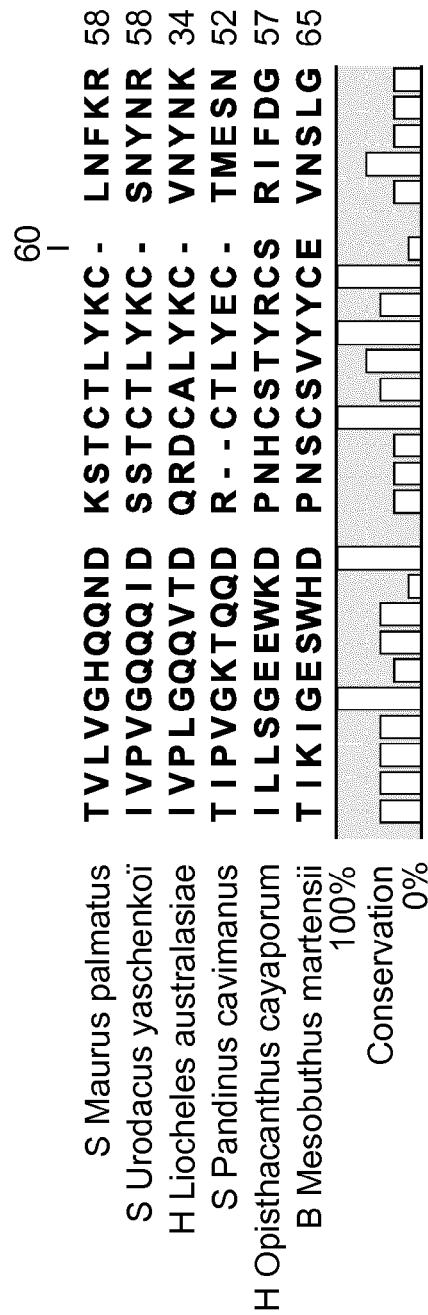 60
S Maurus palmatus TVLVGHQQND KSTCTLYKC- LNFKR 58
S Urodacus yaschenkoï IVPVGQQQID SSTCTLYKC- SNYNR 58
H Liocheles australasiae IVPLGQQVTD QRDCALYKC- VNYNK 34
S Pandinus cavimanus TIPVGKTQQD R--CTLYEC- TMESN 52
H Opisthacanthus cayaporum ILLSGEEWKD PNHCSTYRCS RIFDG 57
B Mesobuthus martensii TIKIGESWHD PNSCSVYYCE VNSLG 65
100%
Conservation
0%